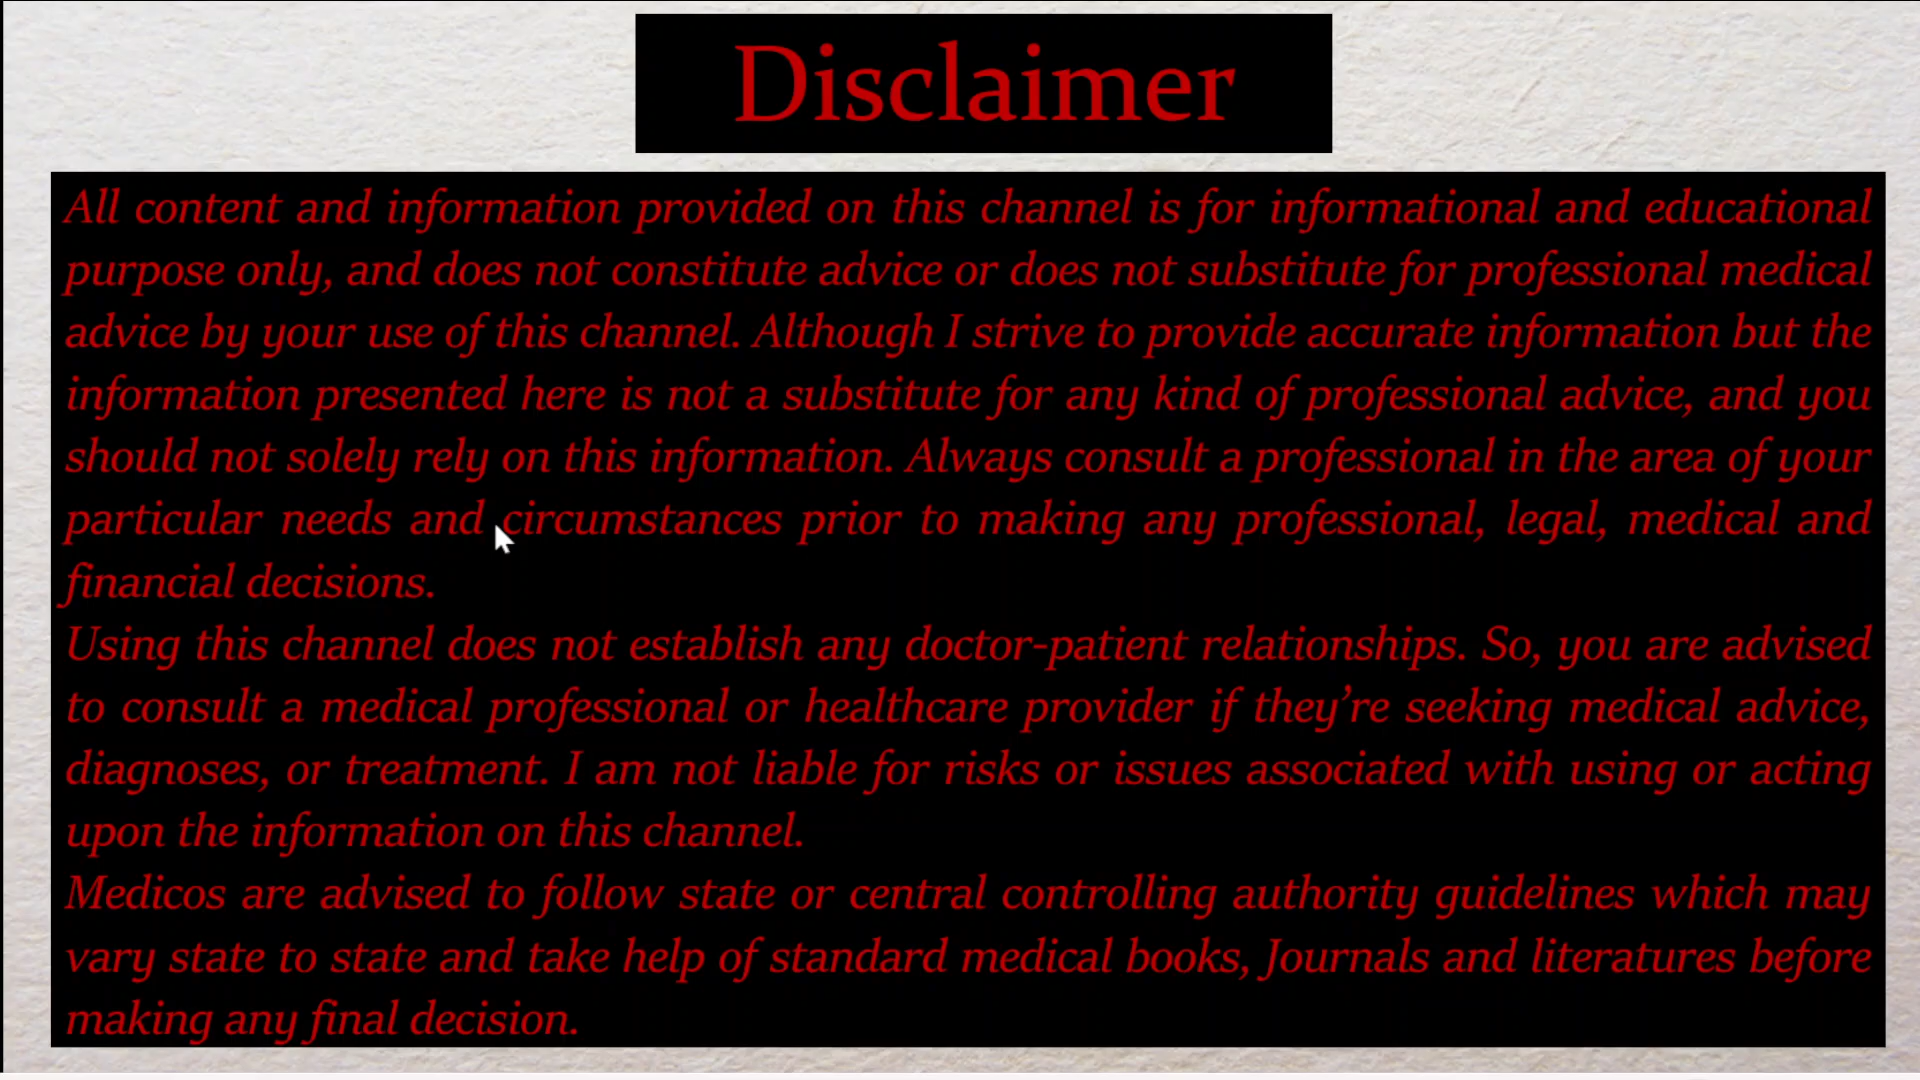 Disclaimer
All content and information provided on this channel is for informational and educational
purpose only, and does not constitute advice or does not substitute for professional medical
advice by your use of this channel. Although I strive to provide accurate information but the
information presented here is not a substitute for any kind of professional advice, and you
should not solely rely on this information. Always consult a professional in the area of your
particular needs and circumstances prior to making any professional, legal, medical and
financial decisions.
Using this channel does not establish any doctor-patient relationships. So, you are advised
to consult a medical professional or healthcare provider if they’re seeking medical advice,
diagnoses, or treatment. I am not liable for risks or issues associated with using or acting
upon the information on this channel.
Medicos are advised to follow state or central controlling authority guidelines which may
vary state to state and take help of standard medical books, Journals and literatures before
making any final decision.